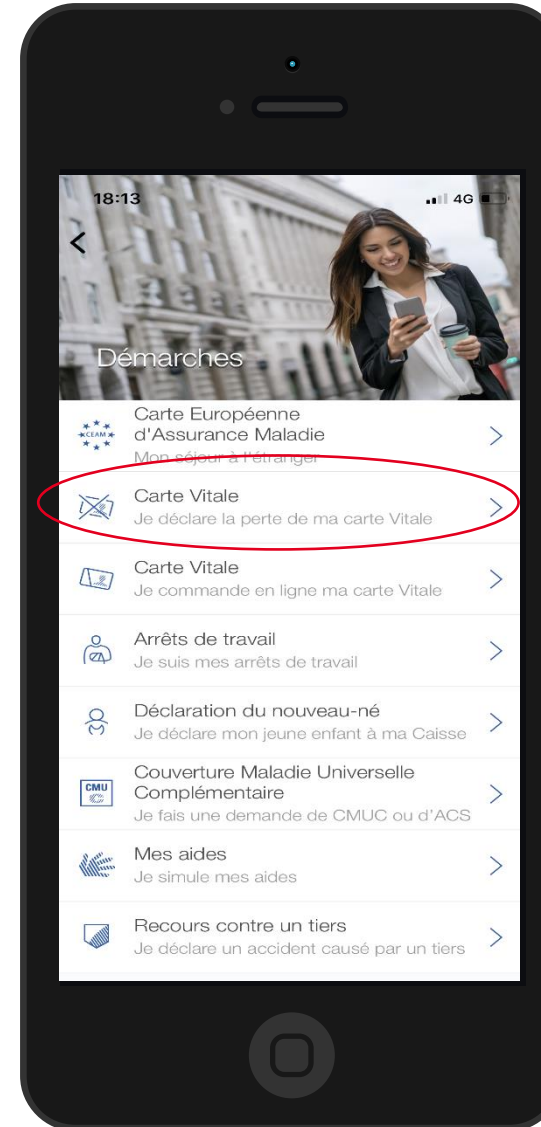 18:13
4G
Démarches
CEAM
Carte Européenne
d'Assurance Maladie
Mon séjour à l'étranger
Carte Vitale
Je déclare la perte de ma carte Vitale
Carte Vitale
Je commande en ligne ma carte Vitale
Arrêts de travail
Je suis mes arrêts de travail
Déclaration du nouveau-né
Je déclare mon jeune enfant à ma Caisse
CMU
Couverture Maladie Universelle
Complémentaire
Je fais une demande de CMUC ou d'ACS
Mes aides
Je simule mes aides
Recours contre un tiers
Je déclare un accident causé par un tiers